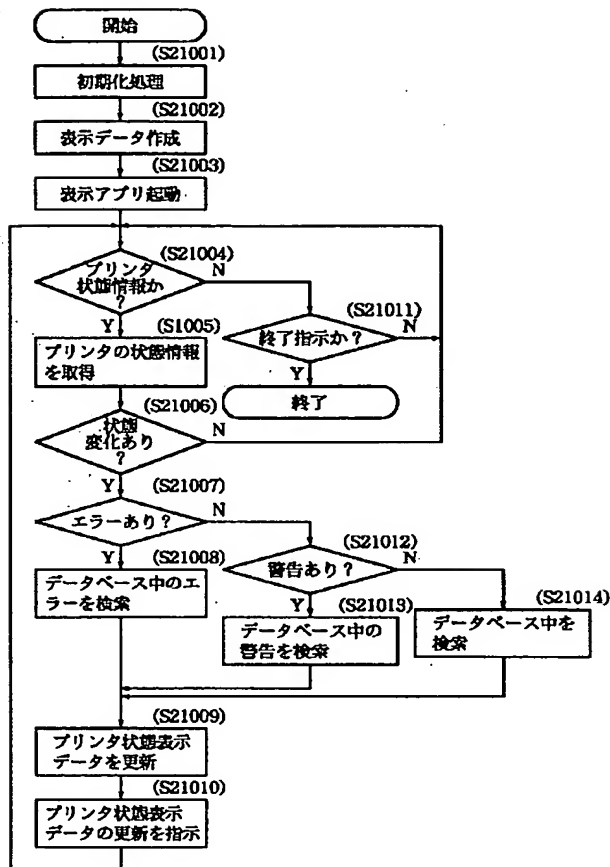 開始
(S21001)
初期化処理
(S21002)
表示データ作成
(S21003)
表示アプリ起動
(S21004)
プリンタ
状態情報か
?
N
Y
(S1005)
プリンタの状態情報
を取得
(S21011)
終了指示か?
N
Y
終了
(S21006)
状態
変化あり
?
N
Y
(S21007)
エラーあり?
N
Y
(S21008)
データベース中のエ
ラーを検索
(S21012)
警告あり?
N
Y
(S21013)
データベース中の
警告を検索
(S21014)
データベース中を
検索
(S21009)
プリンタ状態表示
データを更新
(S21010)
プリンタ状態表示
データの更新を指示